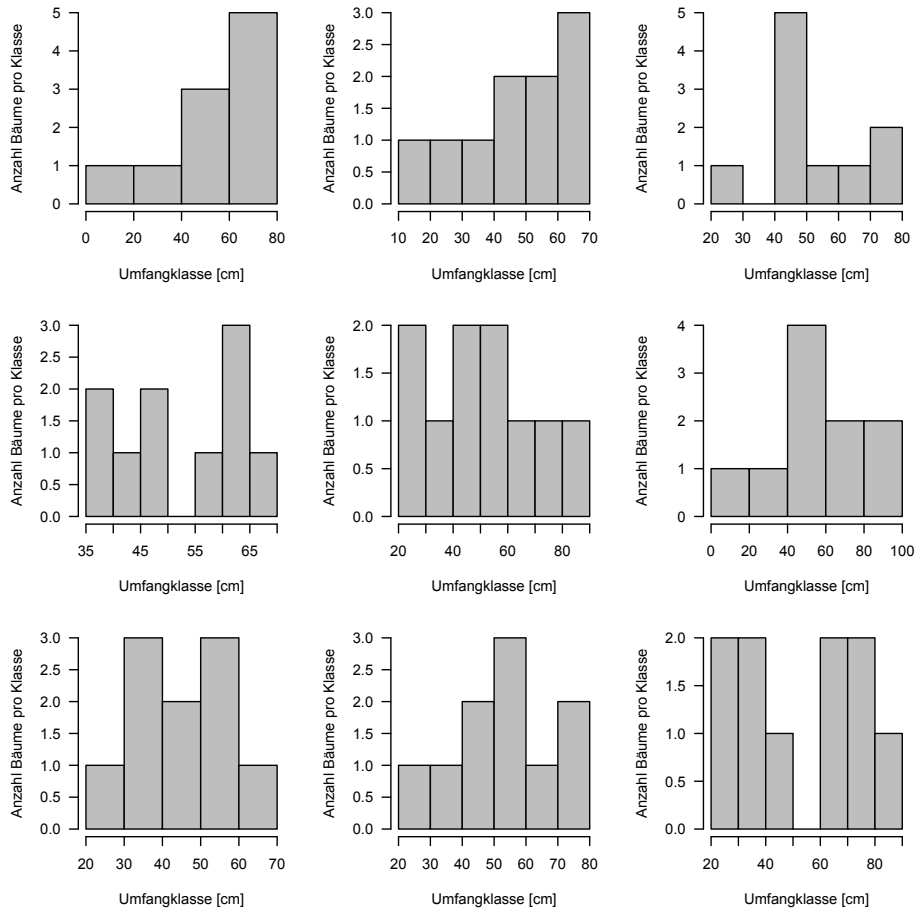 Anzahl Bäume pro Klasse
5
4
3
2
1
0
0 20 40 60 80
Umfangklasse [cm]
Anzahl Bäume pro Klasse
3.0
2.5
2.0
1.5
1.0
0.5
0.0
10 20 30 40 50 60 70
Umfangklasse [cm]
Anzahl Bäume pro Klasse
5
4
3
2
1
0
20 30 40 50 60 70 80
Umfangklasse [cm]
Anzahl Bäume pro Klasse
3.0
2.5
2.0
1.5
1.0
0.5
0.0
35 45 55 65
Umfangklasse [cm]
Anzahl Bäume pro Klasse
2.0
1.5
1.0
0.5
0.0
20 40 60 80
Umfangklasse [cm]
Anzahl Bäume pro Klasse
4
3
2
1
0
0 20 40 60 80 100
Umfangklasse [cm]
Anzahl Bäume pro Klasse
3.0
2.5
2.0
1.5
1.0
0.5
0.0
20 30 40 50 60 70
Umfangklasse [cm]
Anzahl Bäume pro Klasse
3.0
2.5
2.0
1.5
1.0
0.5
0.0
20 30 40 50 60 70 80
Umfangklasse [cm]
Anzahl Bäume pro Klasse
2.0
1.5
1.0
0.5
0.0
20 40 60 80
Umfangklasse [cm]